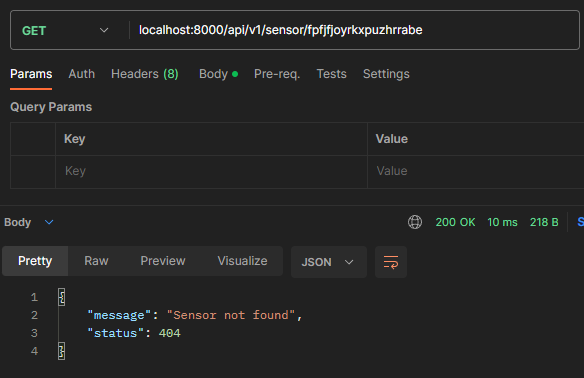 GET localhost:8000/api/v1/sensor/fpfjfjoyrkxpuzhrrabe
Params Auth Headers (8) Body Pre-req. Tests Settings
Query Params
Key Value
Key Value
Body 200 OK 10 ms 218 B S
Pretty Raw Preview Visualize JSON
1 {
2 "message": "Sensor not found",
3 "status": 404
4 }